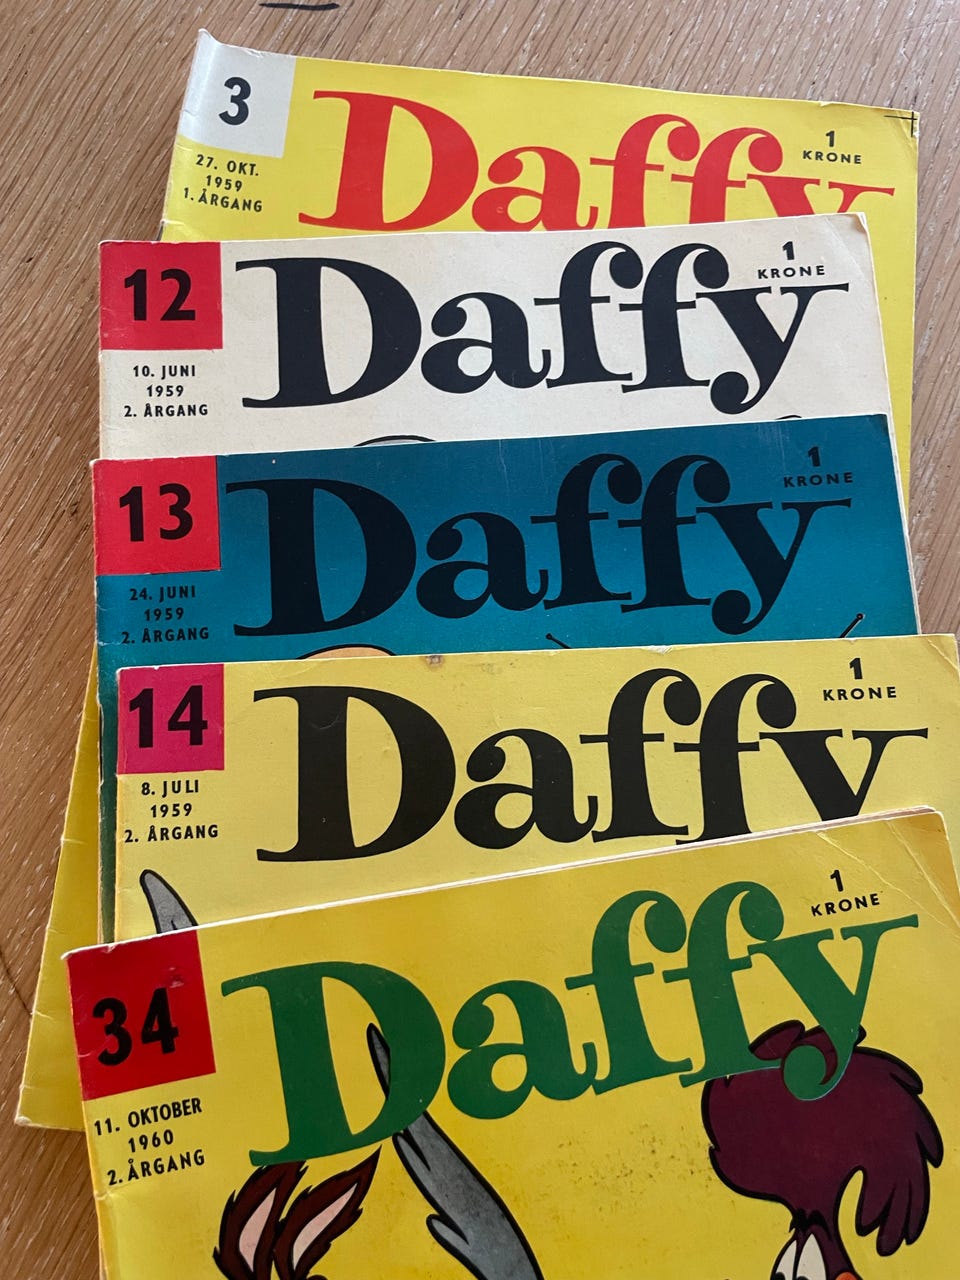 3
Daffy
1
KRONE
27. OKT.
1959
1. ÅRGANG
12
Daffy
1
KRONE
10. JUNI
1959
2. ÅRGANG
13
Daffy
1
KRONE
24. JUNI
1959
2. ÅRGANG
14
Daffy
1
KRONE
8. JULI
1959
2. ÅRGANG
34
Daffy
1
KRONE
11. OKTOBER
1960
2. ÅRGANG